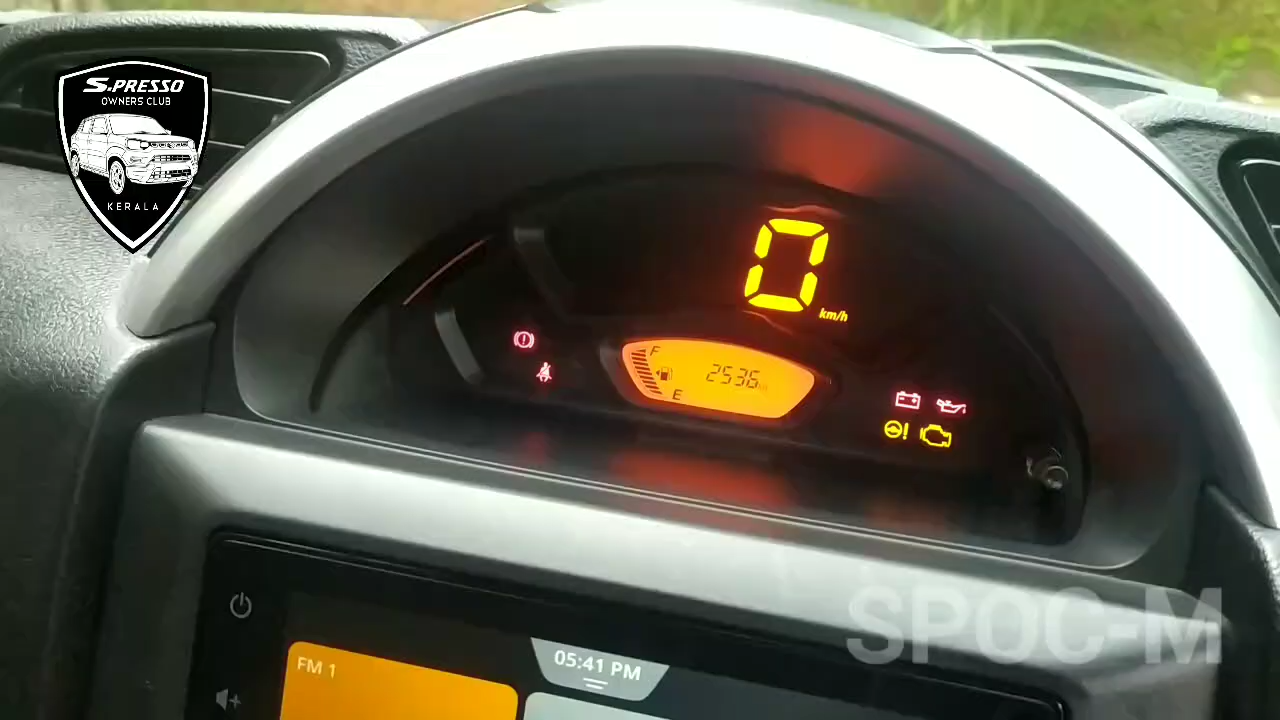 S.PRESSO
OWNERS CLUB
KERALA
0
km/h
F
2536
E
SPOC-M
FM 1
05:41 PM